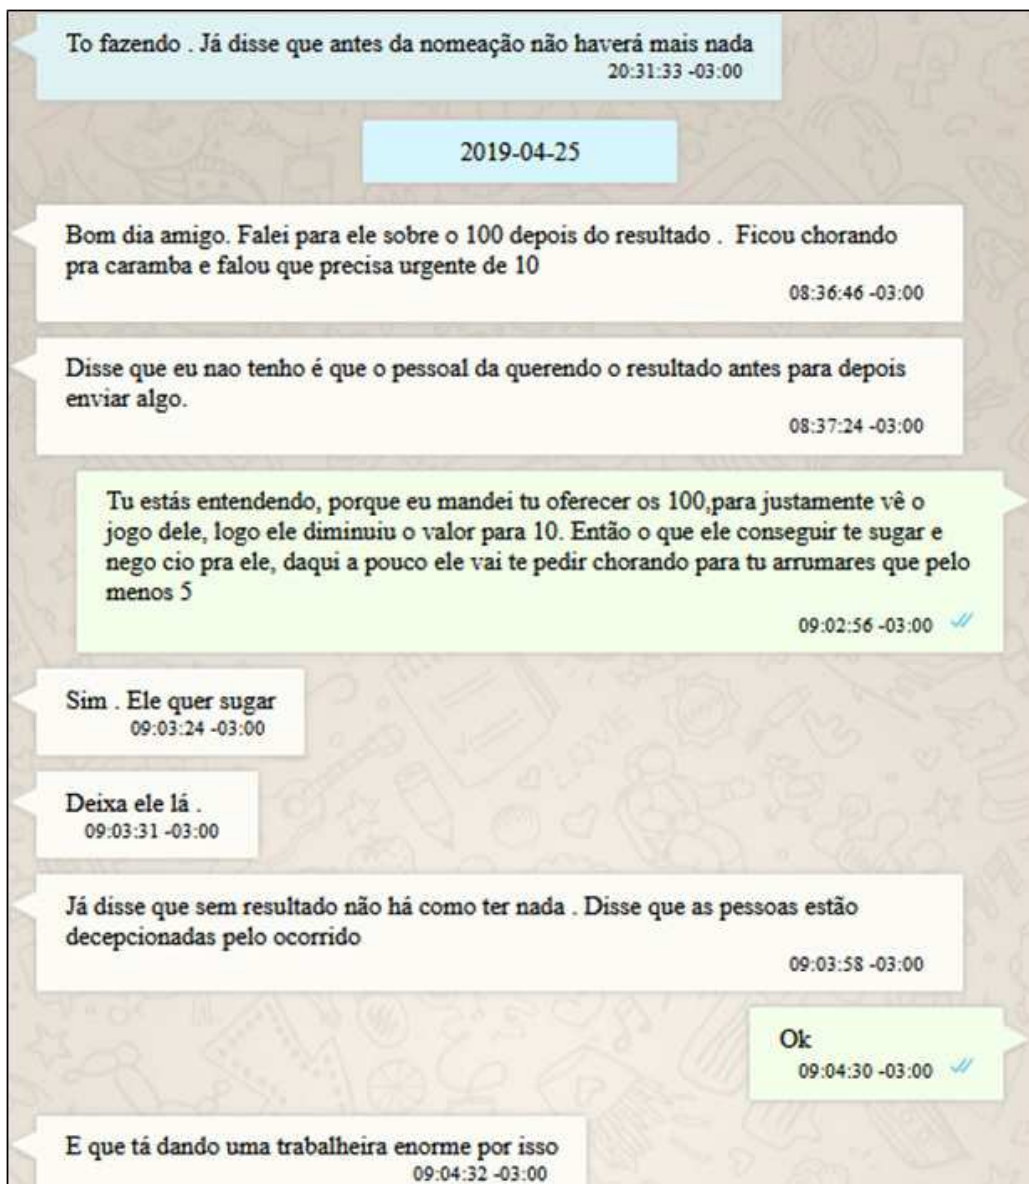 To fazendo . Já disse que antes da nomeação não haverá mais nada
20:31:33 -03:00
2019-04-25
Bom dia amigo. Falei para ele sobre o 100 depois do resultado . Ficou chorando
pra caramba e falou que precisa urgente de 10
08:36:46 -03:00
Disse que eu nao tenho é que o pessoal da querendo o resultado antes para depois
enviar algo.
08:37:24 -03:00
Tu estás entendendo, porque eu mandei tu oferecer os 100,para justamente vê o
jogo dele, logo ele diminuiu o valor para 10. Então o que ele conseguir te sugar e
nego cio pra ele, daqui a pouco ele vai te pedir chorando para tu arrumares que pelo
menos 5
09:02:56 -03:00
Sim . Ele quer sugar
09:03:24 -03:00
Deixa ele lá .
09:03:31 -03:00
Já disse que sem resultado não há como ter nada . Disse que as pessoas estão
decepcionadas pelo ocorrido
09:03:58 -03:00
Ok
09:04:30 -03:00
E que tá dando uma trabalheira enorme por isso
09:04:32 -03:00